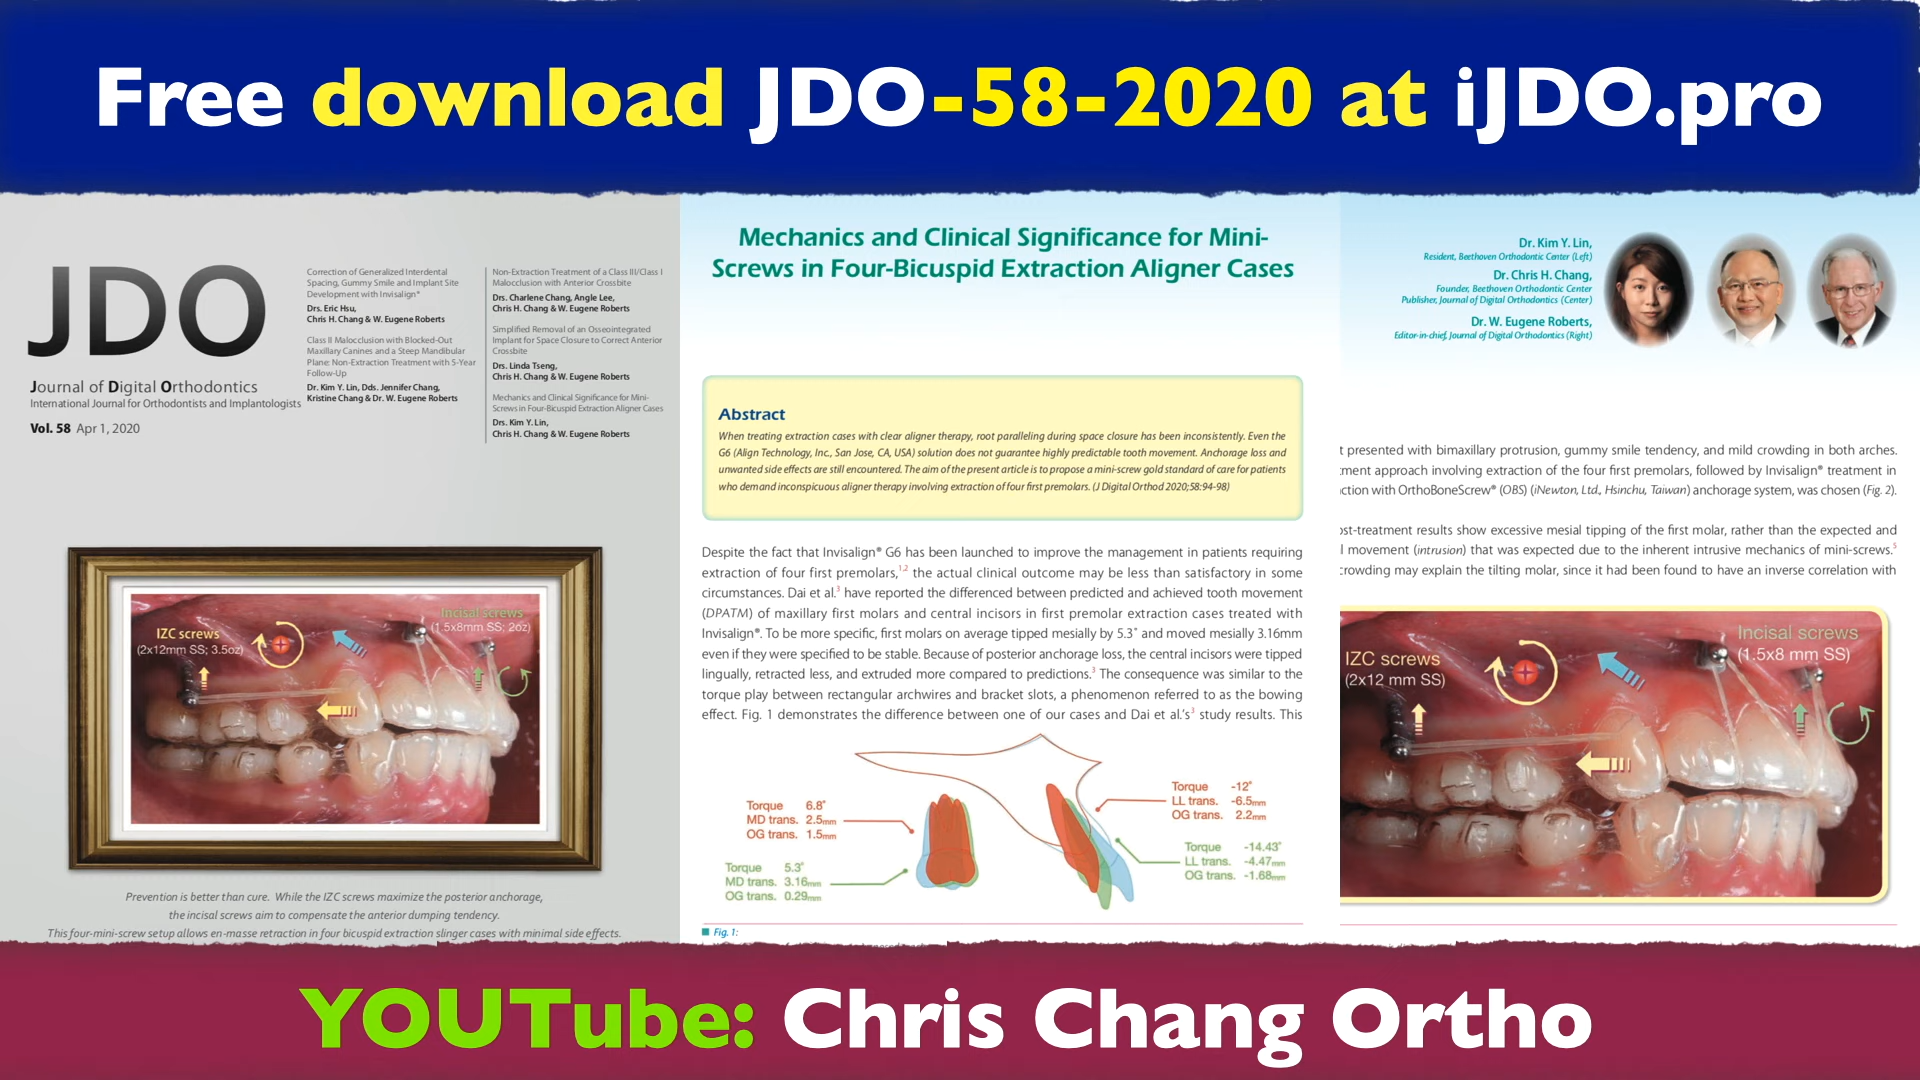 Free download JDO-58-2020 at iJDO.pro
JDO
Journal of Digital Orthodontics
International Journal for Orthodontists and Implantologists
Vol. 58 Apr 1, 2020
Correction of Generalized Interdental
Spacing, Gummy Smile and Implant Site
Development with Invisalign®
Drs. Eric Hsu,
Chris H. Chang & W. Eugene Roberts
Class II Malocclusion with Blocked-Out
Maxillary Canines and a Steep Mandibular
Plane: Non-Extraction Treatment with 5-Year
Follow-Up
Dr. Kim Y. Lin, Dds. Jennifer Chang,
Kristine Chang & Dr. W. Eugene Roberts
Non-Extraction Treatment of a Class III/Class I
Malocclusion with Anterior Crossbite
Drs. Charlene Chang, Angle Lee,
Chris H. Chang & W. Eugene Roberts
Simplified Removal of an Osseointegrated
Implant for Space Closure to Correct Anterior
Crossbite
Drs. Linda Tseng,
Chris H. Chang & W. Eugene Roberts
Mechanics and Clinical Significance for Mini-
Screws in Four-Bicuspid Extraction Aligner Cases
Drs. Kim Y. Lin,
Chris H. Chang & W. Eugene Roberts
IZC screws
(2x12mm SS; 3.5oz)
Incisal screws
(1.5x8mm SS; 2oz)
Prevention is better than cure. While the IZC screws maximize the posterior anchorage,
the incisal screws aim to compensate the anterior dumping tendency.
This four-mini-screw setup allows en-masse retraction in four bicuspid extraction slinger cases with minimal side effects.
Mechanics and Clinical Significance for Mini-
Screws in Four-Bicuspid Extraction Aligner Cases
Abstract
When treating extraction cases with clear aligner therapy, root paralleling during space closure has been inconsistently. Even the
G6 (Align Technology, Inc., San Jose, CA, USA) solution does not guarantee highly predictable tooth movement. Anchorage loss and
unwanted side effects are still encountered. The aim of the present article is to propose a mini-screw gold standard of care for patients
who demand inconspicuous aligner therapy involving extraction of four first premolars. (J Digital Orthod 2020;58:94-98)
Despite the fact that Invisalign® G6 has been launched to improve the management in patients requiring
extraction of four first premolars,1,2 the actual clinical outcome may be less than satisfactory in some
circumstances. Dai et al.3 have reported the differenced between predicted and achieved tooth movement
(DPATM) of maxillary first molars and central incisors in first premolar extraction cases treated with
Invisalign®. To be more specific, first molars on average tipped mesially by 5.3˚ and moved mesially 3.16mm
even if they were specified to be stable. Because of posterior anchorage loss, the central incisors were tipped
lingually, retracted less, and extruded more compared to predictions.3 The consequence was similar to the
torque play between rectangular archwires and bracket slots, a phenomenon referred to as the bowing
effect. Fig. 1 demonstrates the difference between one of our cases and Dai et al.'s3 study results. This
Torque 6.8˚
MD trans. 2.5mm
OG trans. 1.5mm
Torque 5.3˚
MD trans. 3.16mm
OG trans. 0.29mm
Torque -12˚
LL trans. -6.5mm
OG trans. 2.2mm
Torque -14.43˚
LL trans. -4.47mm
OG trans. -1.68mm
Fig. 1:
Dr. Kim Y. Lin,
Resident, Beethoven Orthodontic Center (Left)
Dr. Chris H. Chang,
Founder, Beethoven Orthodontic Center
Publisher, Journal of Digital Orthodontics (Center)
Dr. W. Eugene Roberts,
Editor-in-chief, Journal of Digital Orthodontics (Right)
t presented with bimaxillary protrusion, gummy smile tendency, and mild crowding in both arches.
ment approach involving extraction of the four first premolars, followed by Invisalign® treatment in
ction with OrthoBoneScrew® (OBS) (iNewton, Ltd., Hsinchu, Taiwan) anchorage system, was chosen (Fig. 2).
ost-treatment results show excessive mesial tipping of the first molar, rather than the expected and
l movement (intrusion) that was expected due to the inherent intrusive mechanics of mini-screws.5
crowding may explain the tilting molar, since it had been found to have an inverse correlation with
IZC screws
(2x12 mm SS)
Incisal screws
(1.5x8 mm SS)
YOUTube: Chris Chang Ortho